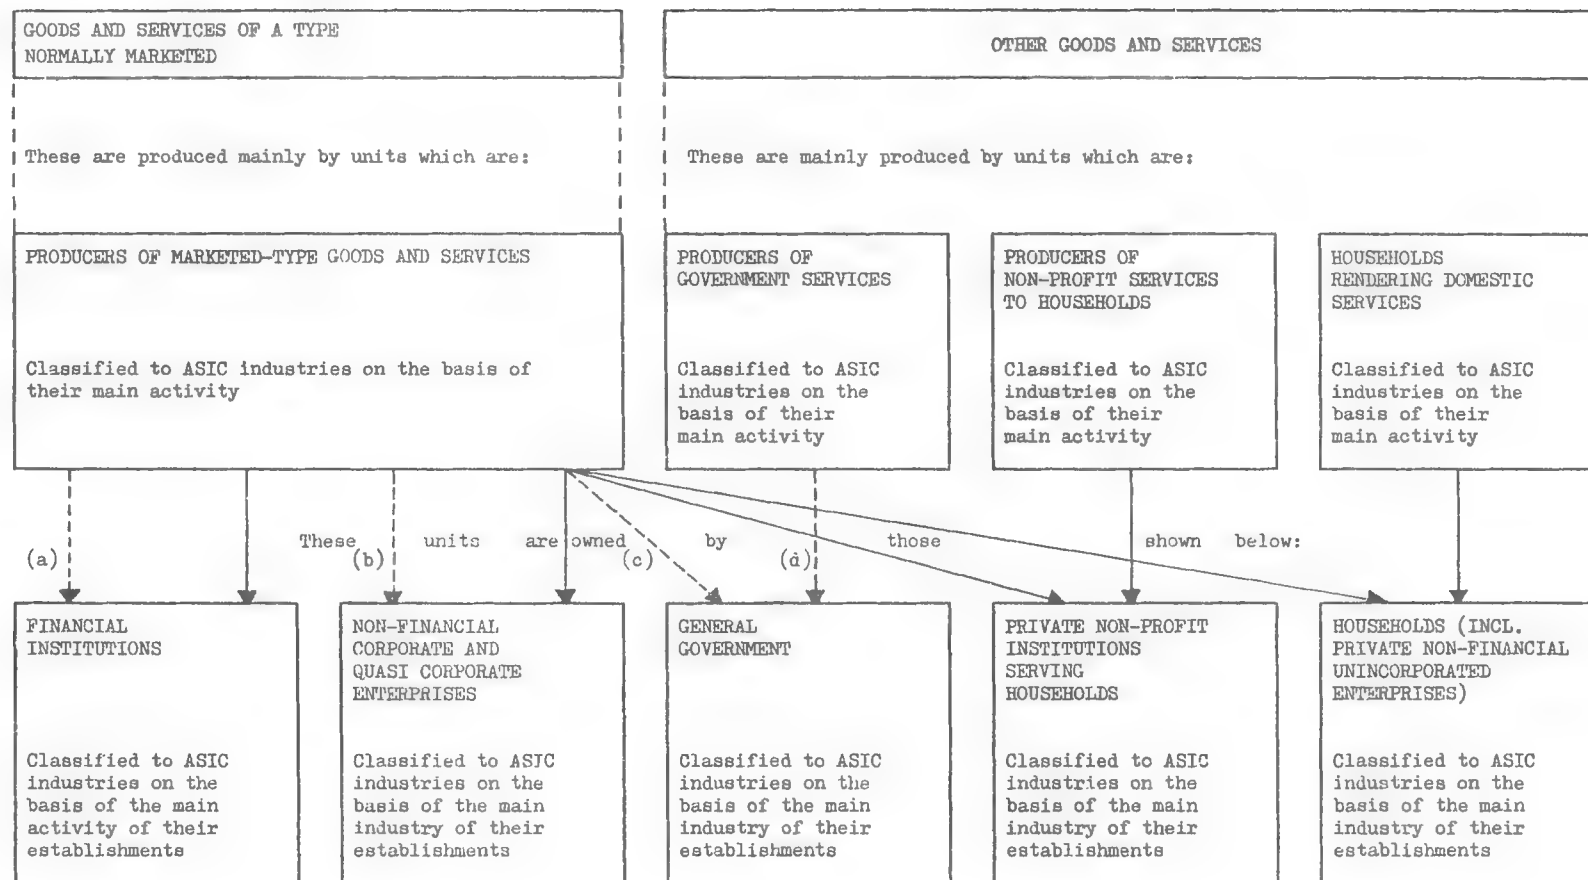 GOODS AND SERVICES OF A TYPE
NORMALLY MARKETED
OTHER GOODS AND SERVICES
These are produced mainly by units which are:
These are mainly produced by units which are:
PRODUCERS OF MARKETED-TYPE GOODS AND SERVICES
Classified to ASIC industries on the basis of
their main activity
PRODUCERS OF
GOVERNMENT SERVICES
Classified to ASIC
industries on the
basis of their
main activity
PRODUCERS OF
NON-PROFIT SERVICES
TO HOUSEHOLDS
Classified to ASIC
industries on the
basis of their
main activity
HOUSEHOLDS
RENDERING DOMESTIC
SERVICES
Classified to ASIC
industries on the
basis of their
main activity
These units are owned by those shown below:
(a) (b) (c) (d)
FINANCIAL
INSTITUTIONS
Classified to ASIC
industries on the
basis of the main
activity of their
establishments
NON-FINANCIAL
CORPORATE AND
QUASI CORPORATE
ENTERPRISES
Classified to ASIC
industries on the
basis of the main
industry of their
establishments
GENERAL
GOVERNMENT
Classified to ASIC
industries on the
basis of the main
industry of their
establishments
PRIVATE NON-PROFIT
INSTITUTIONS
SERVING
HOUSEHOLDS
Classified to ASIC
industries on the
basis of the main
industry of their
establishments
HOUSEHOLDS (INCL.
PRIVATE NON-FINANCIAL
UNINCORPORATED
ENTERPRISES)
Classified to ASIC
industries on the
basis of the main
industry of their
establishments